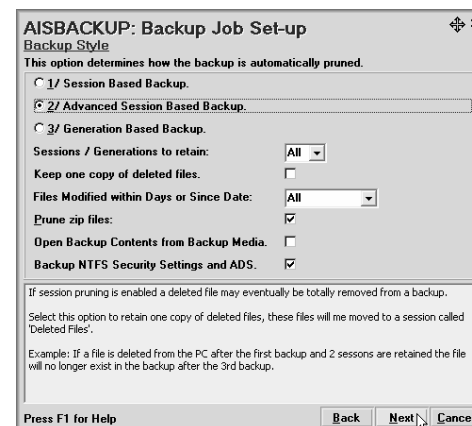 AISBACKUP: Backup Job Set-up
Backup Style
This option determines how the backup is automatically pruned.
1/ Session Based Backup.
2/ Advanced Session Based Backup.
3/ Generation Based Backup.
Sessions / Generations to retain: All
Keep one copy of deleted files.
Files Modified within Days or Since Date: All
Prune zip files:
Open Backup Contents from Backup Media.
Backup NTFS Security Settings and ADS.
If session pruning is enabled a deleted file may eventually be totally removed from a backup.
Select this option to retain one copy of deleted files, these files will me moved to a session called
'Deleted Files'.
Example: If a file is deleted from the PC after the first backup and 2 sessons are retained the file
will no longer exist in the backup after the 3rd backup.
Press F1 for Help Back Next Cance